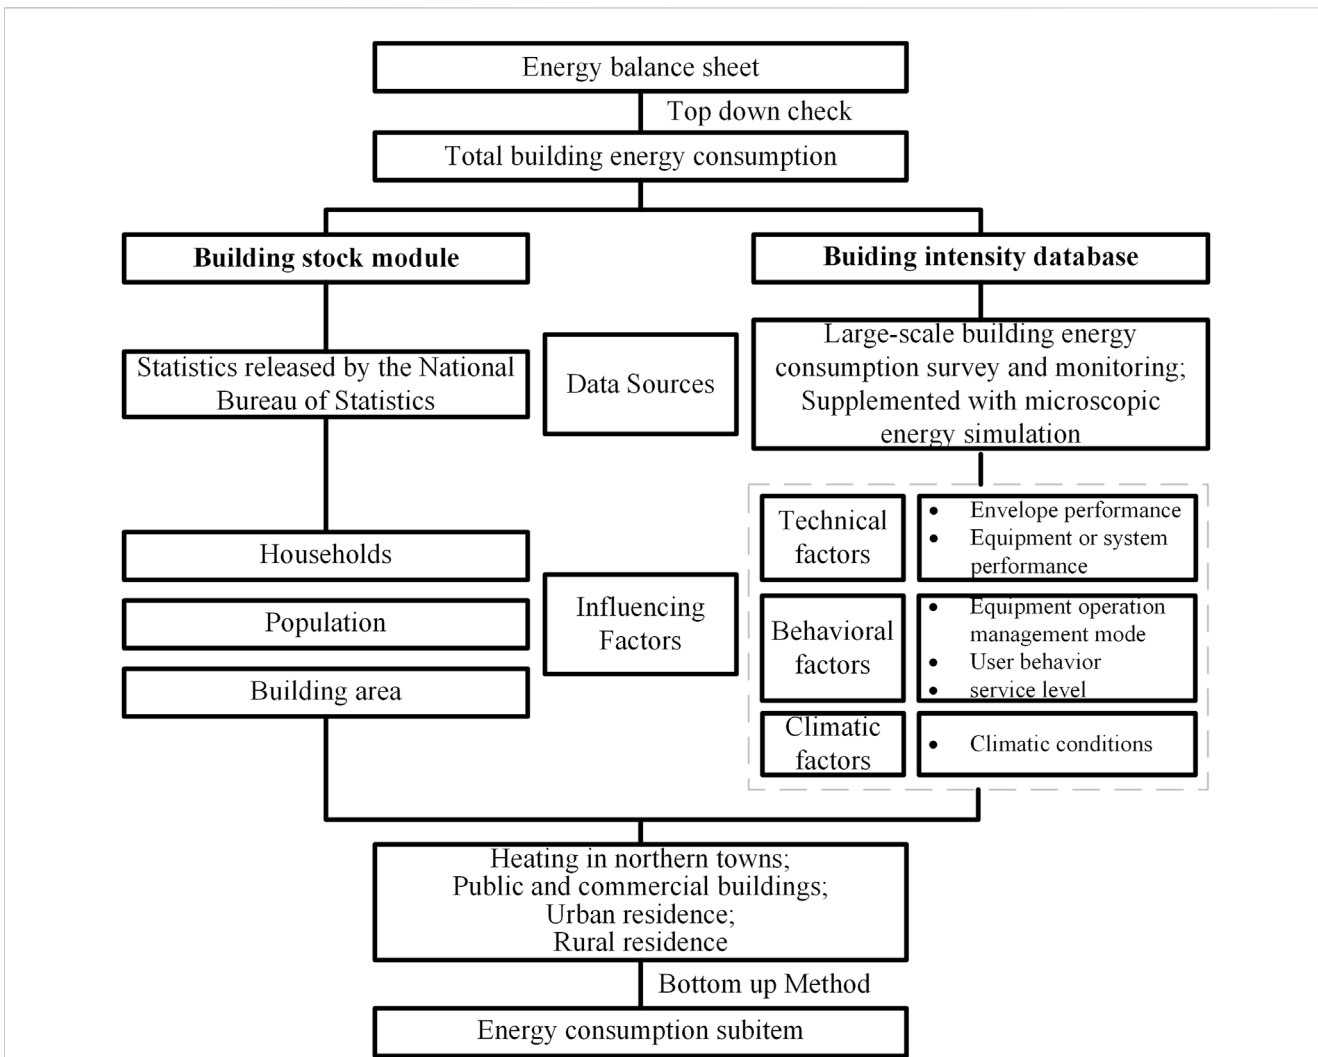 Energy balance sheet
Top down check
Total building energy consumption
Building stock module
Buiding intensity database
Statistics released by the National
Bureau of Statistics
Data Sources
Large-scale building energy
consumption survey and monitoring;
Supplemented with microscopic
energy simulation
Households
Population
Building area
Influencing
Factors
Technical
factors
• Envelope performance
• Equipment or system
performance
Behavioral
factors
• Equipment operation
management mode
• User behavior
• service level
Climatic
factors
• Climatic conditions
Heating in northern towns;
Public and commercial buildings;
Urban residence;
Rural residence
Bottom up Method
Energy consumption subitem